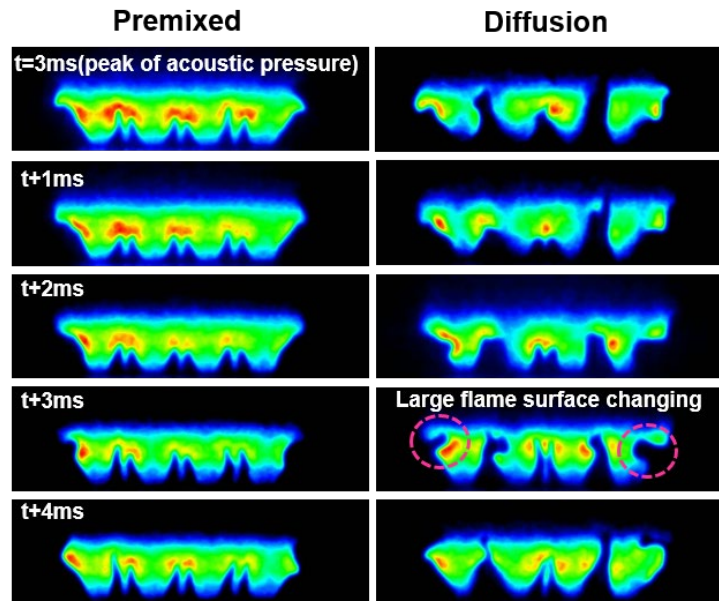 Premixed
Diffusion
t=3ms(peak of acoustic pressure)
t+1ms
t+2ms
t+3ms
Large flame surface changing
t+4ms